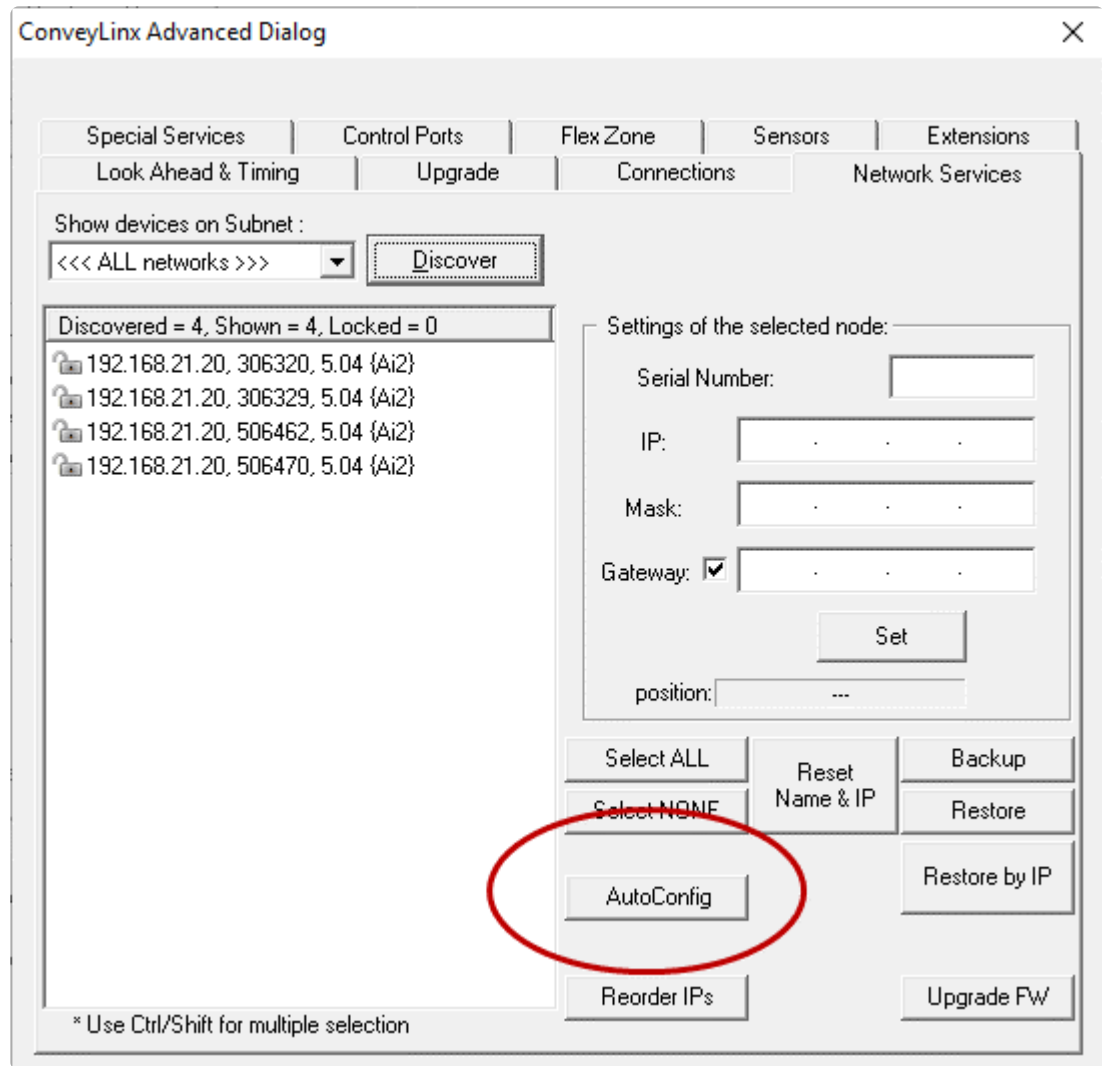 ConveyLinx Advanced Dialog
Special Services Control Ports Flex Zone Sensors Extensions
Look Ahead & Timing Upgrade Connections Network Services
Show devices on Subnet :
<<< ALL networks >>> Discover
Discovered = 4, Shown = 4, Locked = 0
192.168.21.20, 306320, 5.04 {Ai2}
192.168.21.20, 306329, 5.04 {Ai2}
192.168.21.20, 506462, 5.04 {Ai2}
192.168.21.20, 506470, 5.04 {Ai2}
* Use Ctrl/Shift for multiple selection
Settings of the selected node:
Serial Number:
IP: . . .
Mask: . . .
Gateway: . . .
Set
position: ---
Select ALL
Select NONE
Reset
Name & IP
Backup
Restore
Restore by IP
AutoConfig
Reorder IPs
Upgrade FW